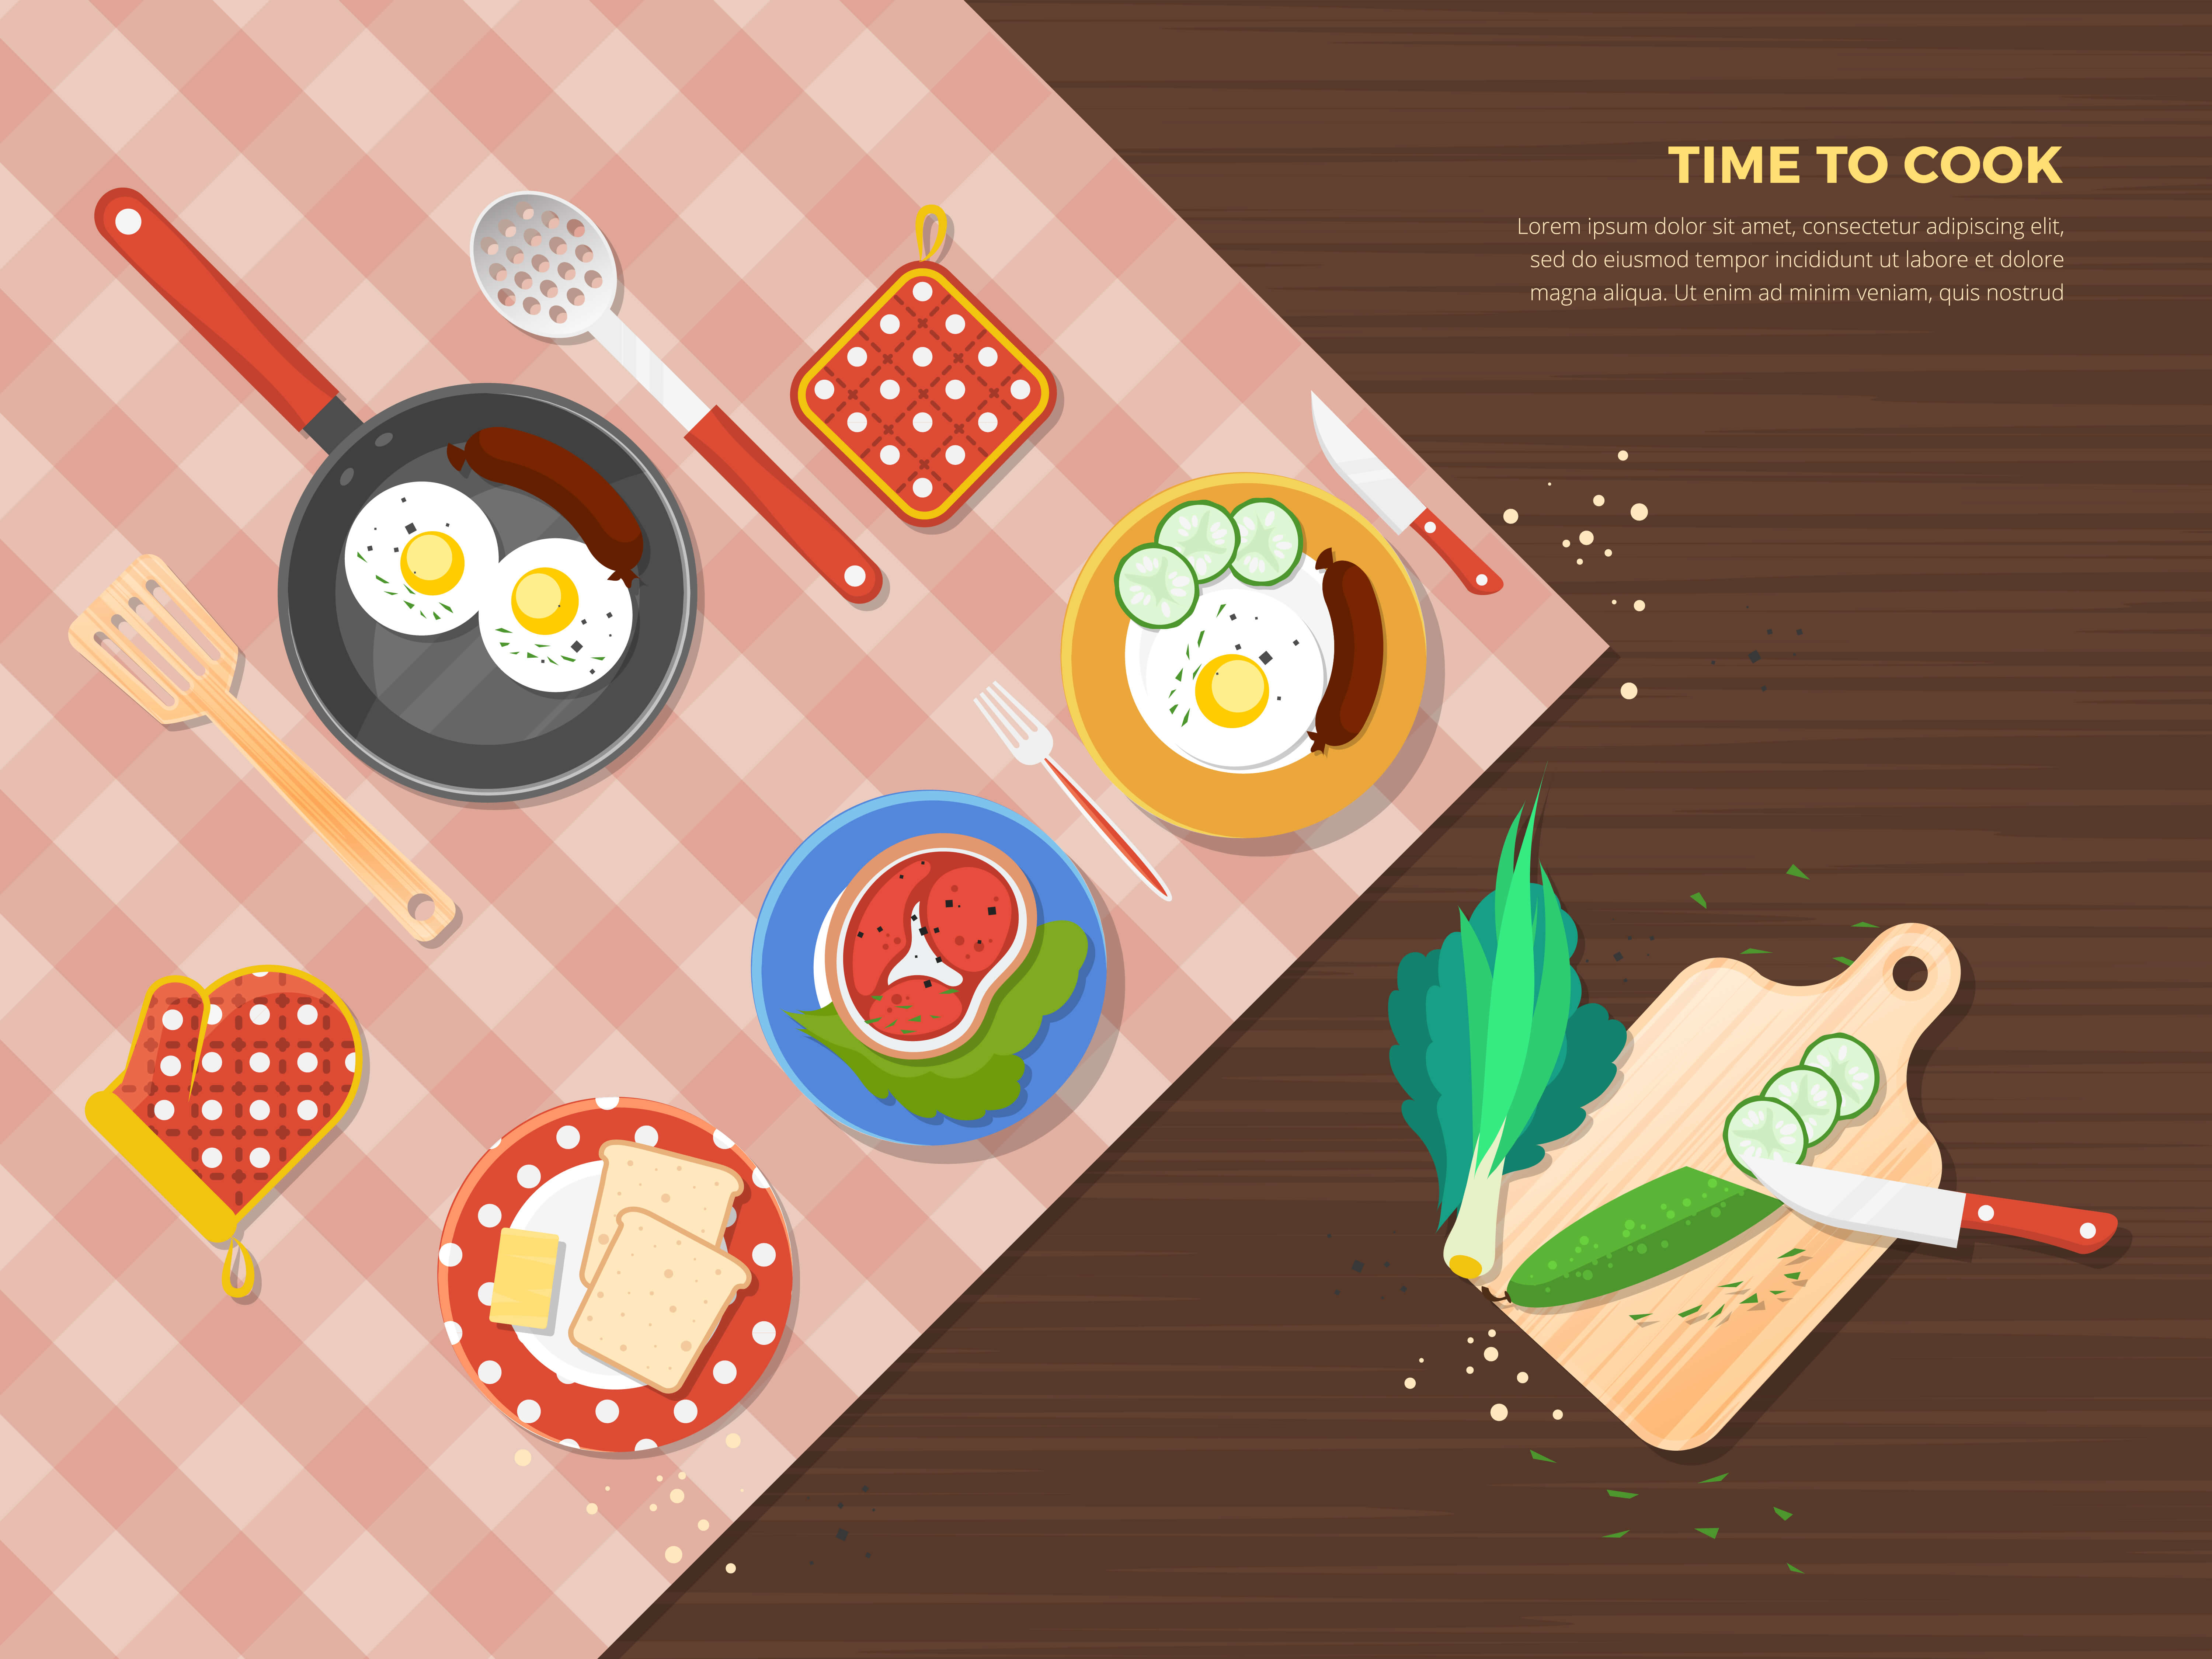 TIME TO COOK
Lorem ipsum dolor sit amet, consectetur adipiscing elit,
sed do eiusmod tempor incididunt ut labore et dolore
magna aliqua. Ut enim ad minim veniam, quis nostrud